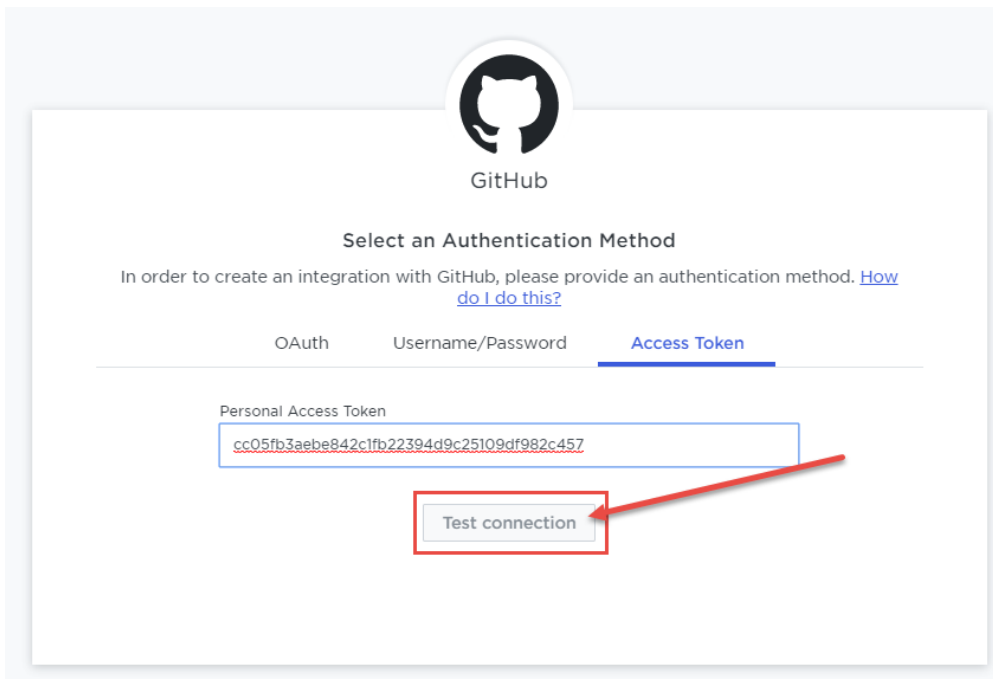 GitHub
Select an Authentication Method
In order to create an integration with GitHub, please provide an authentication method. How
do I do this?
OAuth Username/Password Access Token
Personal Access Token
cc05fb3aebe842c1fb22394d9c25109df982c457
Test connection